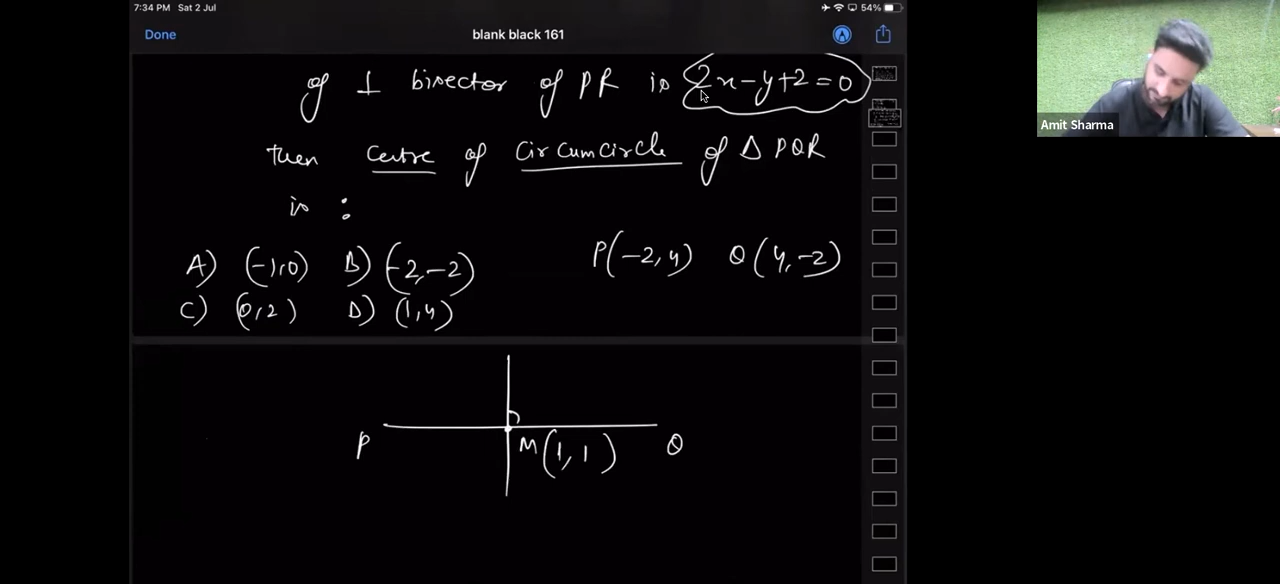 7:34 PM Sat 2 Jul
54%
Done
blank black 161
Amit Sharma
of ⊥ bisector of PR is 2x-y+2=0
then Centre of Circumcircle of Δ PQR
is :
A) (-1,0) B) (-2,-2)
P(-2,4) Q(4,-2)
C) (0,2) D) (1,4)
P
M(1,1)
Q